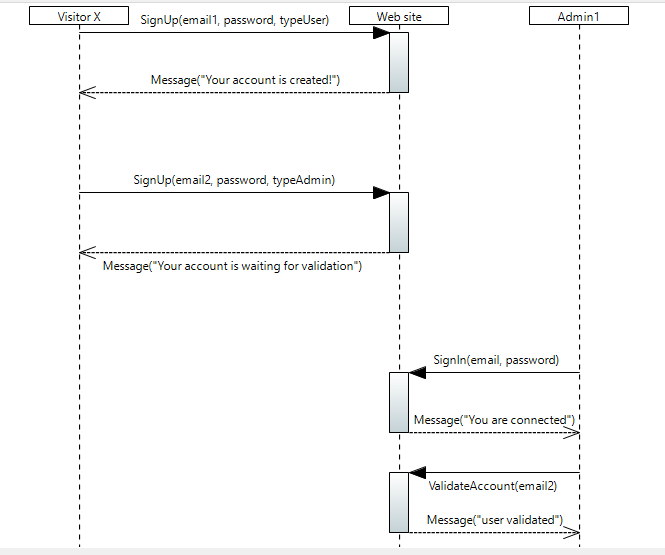 Visitor X
Web site
Admin1
SignUp(email1, password, typeUser)
Message("Your account is created!")
SignUp(email2, password, typeAdmin)
Message("Your account is waiting for validation")
SignIn(email, password)
Message("You are connected")
ValidateAccount(email2)
Message("user validated")